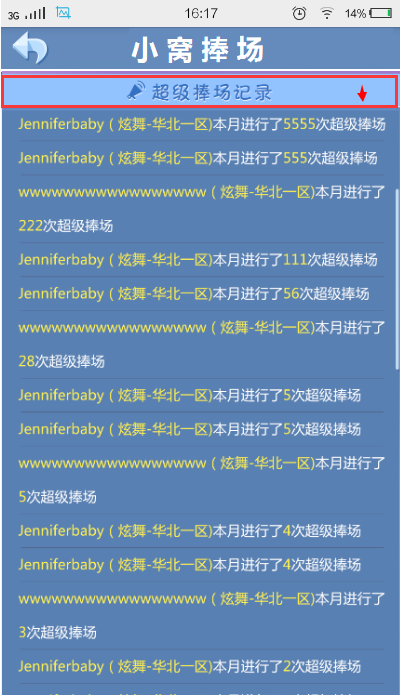 3G 16:17 14%
小窝捧场
超级捧场记录
Jenniferbaby（炫舞-华北一区)本月进行了5555次超级捧场
Jenniferbaby（炫舞-华北一区)本月进行了555次超级捧场
wwwwwwwwwwwwwwwwww（炫舞-华北一区)本月进行了
222次超级捧场
Jenniferbaby（炫舞-华北一区)本月进行了111次超级捧场
Jenniferbaby（炫舞-华北一区)本月进行了56次超级捧场
wwwwwwwwwwwwwwwwww（炫舞-华北一区)本月进行了
28次超级捧场
Jenniferbaby（炫舞-华北一区)本月进行了5次超级捧场
Jenniferbaby（炫舞-华北一区)本月进行了5次超级捧场
wwwwwwwwwwwwwwwwww（炫舞-华北一区)本月进行了
5次超级捧场
Jenniferbaby（炫舞-华北一区)本月进行了4次超级捧场
Jenniferbaby（炫舞-华北一区)本月进行了4次超级捧场
wwwwwwwwwwwwwwwwww（炫舞-华北一区)本月进行了
3次超级捧场
Jenniferbaby（炫舞-华北一区)本月进行了2次超级捧场